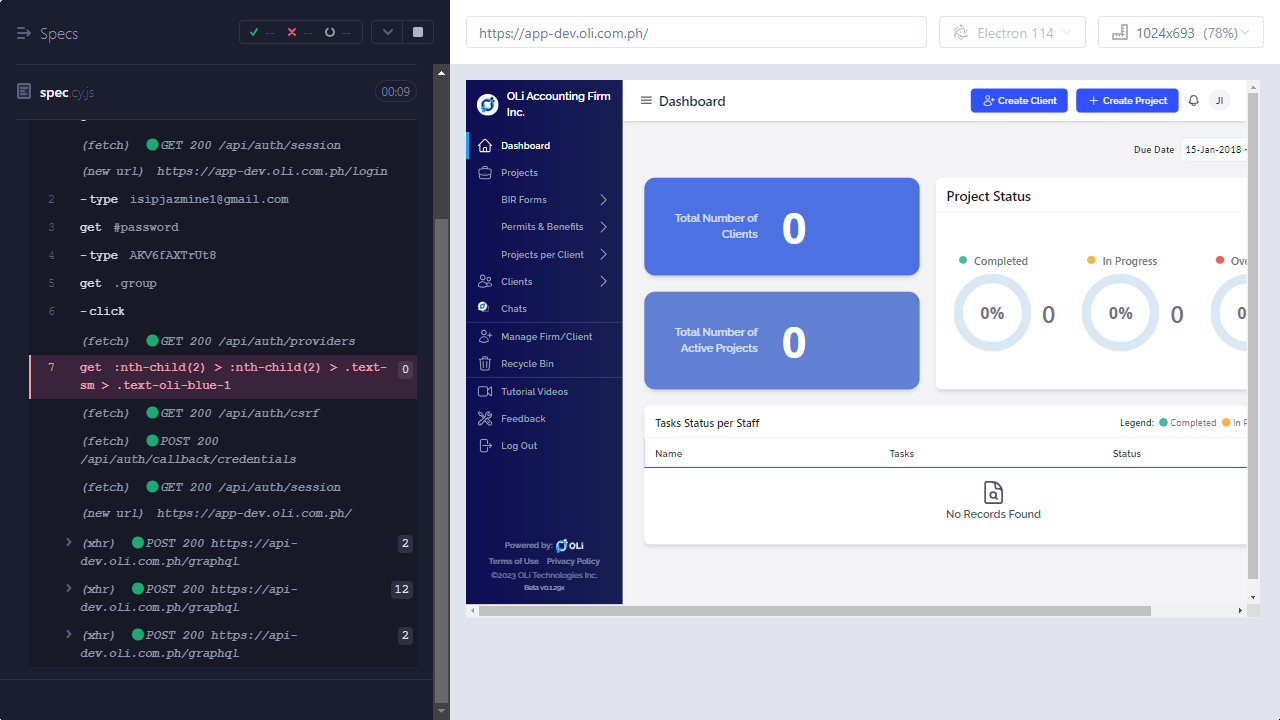 Specs
-- -- --
https://app-dev.oli.com.ph/
Electron 114
1024x693 (78%)
spec.cy.js
00:09
(fetch) GET 200 /api/auth/session
(new url) https://app-dev.oli.com.ph/login
2 -type isipjazmine1@gmail.com
3 get #password
4 -type AKV6fAXTrUt8
5 get .group
6 -click
(fetch) GET 200 /api/auth/providers
7 get :nth-child(2) > :nth-child(2) > .text-
sm > .text-oli-blue-1
0
(fetch) GET 200 /api/auth/csrf
(fetch) POST 200
/api/auth/callback/credentials
(fetch) GET 200 /api/auth/session
(new url) https://app-dev.oli.com.ph/
(xhr) POST 200 https://api-
dev.oli.com.ph/graphql
2
(xhr) POST 200 https://api-
dev.oli.com.ph/graphql
12
(xhr) POST 200 https://api-
dev.oli.com.ph/graphql
2
OLi Accounting Firm
Inc.
Dashboard
Projects
BIR Forms
Permits & Benefits
Projects per Client
Clients
Chats
Manage Firm/Client
Recycle Bin
Tutorial Videos
Feedback
Log Out
Powered by: OLi
Terms of Use Privacy Policy
©2023 OLi Technologies Inc.
Beta v0.1.29x
Dashboard
Create Client
Create Project
JI
Due Date 15-Jan-2018 -
Total Number of
Clients
0
Total Number of
Active Projects
0
Project Status
Completed
0%
0
In Progress
0%
0
Ove
0
Tasks Status per Staff
Legend: Completed In P
Name Tasks Status
No Records Found